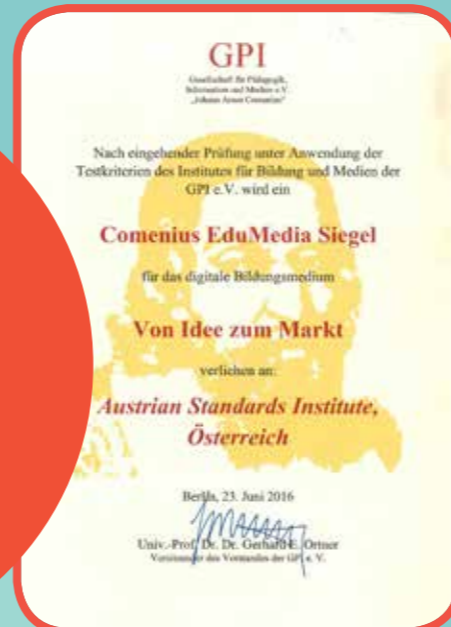 GPI
Gesellschaft für Pädagogik,
Information und Medien e.V.
„Johann Amos Comenius"
Nach eingehender Prüfung unter Anwendung der
Testkriterien des Institutes für Bildung und Medien der
GPI e.V. wird ein
Comenius EduMedia Siegel
für das digitale Bildungsmedium
Von Idee zum Markt
verliehen an:
Austrian Standards Institute,
Österreich
Berlin, 23. Juni 2016
Univ.-Prof. Dr. Dr. Gerhard E. Ortner
Vorsitzender des Vorstandes der GPI e. V.